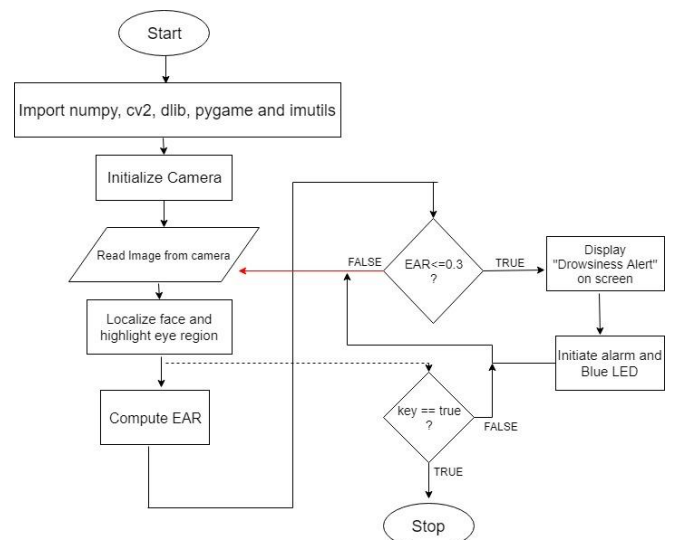 Start
Import numpy, cv2, dlib, pygame and imutils
Initialize Camera
Read Image from camera
Localize face and
highlight eye region
Compute EAR
EAR<=0.3
?
FALSE
TRUE
Display
"Drowsiness Alert"
on screen
Initiate alarm and
Blue LED
key == true
?
FALSE
TRUE
Stop